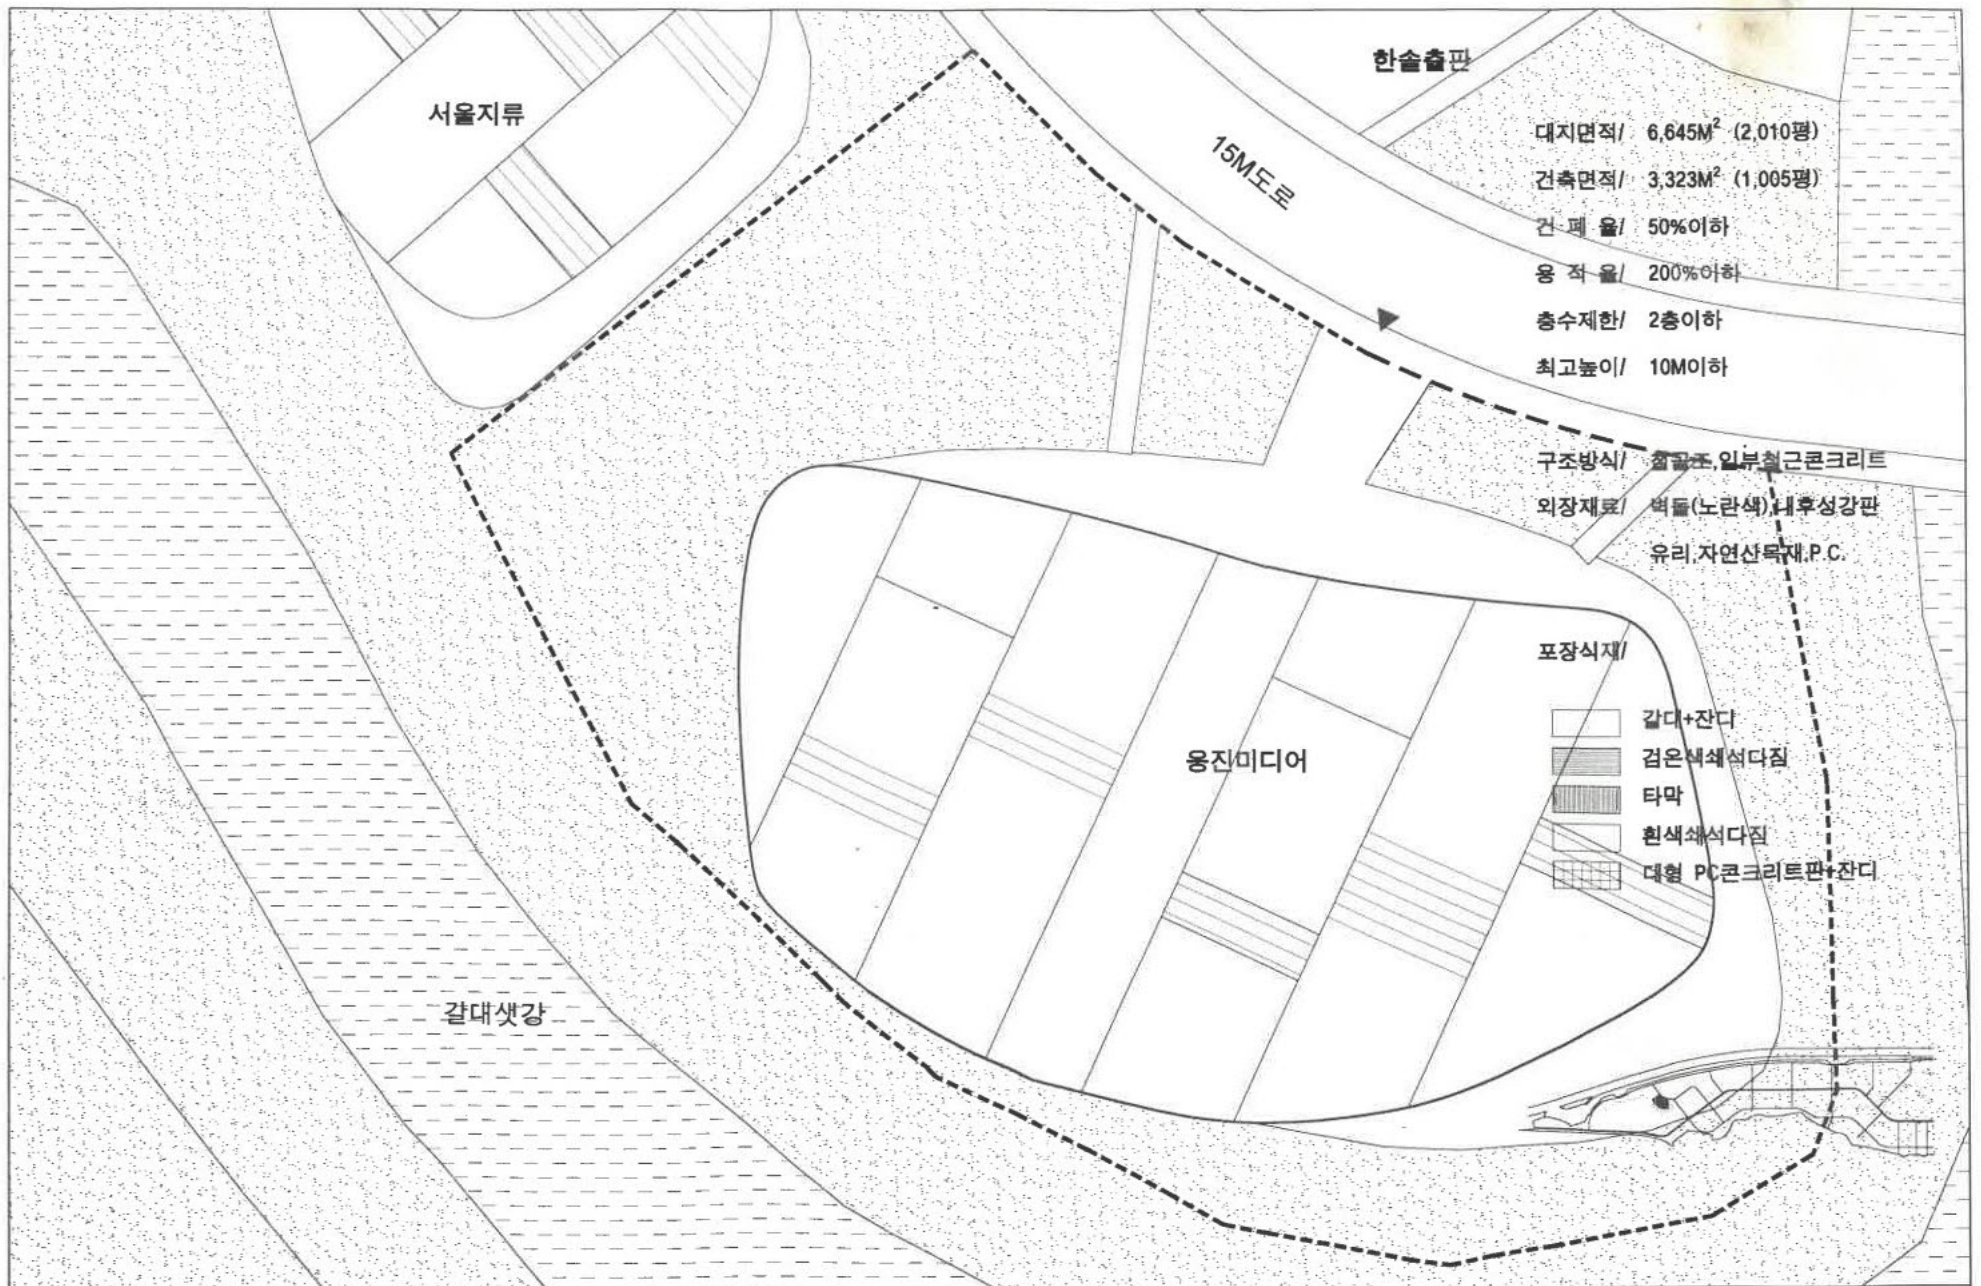 한솔출판
서울지류
15M도로
대지면적/ 6,645M² (2,010평)
건축면적/ 3,323M² (1,005평)
건 폐 율/ 50%이하
용 적 율/ 200%이하
층수제한/ 2층이하
최고높이/ 10M이하
구조방식/ 철골조,일부철근콘크리트
외장재료/ 벽돌(노란색),내후성강판
유리,자연산목재,P.C.
포장식재/
갈대+잔디
검은색쇄석다짐
타막
흰색쇄석다짐
대형 PC콘크리트판+잔디
웅진미디어
갈대샛강